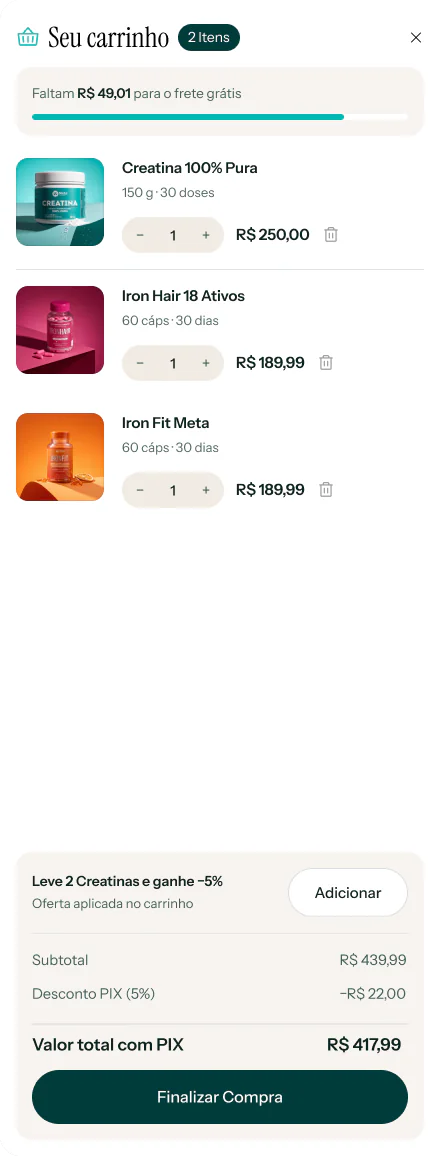 Seu carrinho 2 Itens
Faltam R$ 49,01 para o frete grátis
CREATINA
Creatina 100% Pura
150 g · 30 doses
− 1 + R$ 250,00
Iron Hair 18 Ativos
60 cáps · 30 dias
− 1 + R$ 189,99
Iron Fit Meta
60 cáps · 30 dias
− 1 + R$ 189,99
Leve 2 Creatinas e ganhe −5%
Oferta aplicada no carrinho
Adicionar
Subtotal R$ 439,99
Desconto PIX (5%) −R$ 22,00
Valor total com PIX R$ 417,99
Finalizar Compra